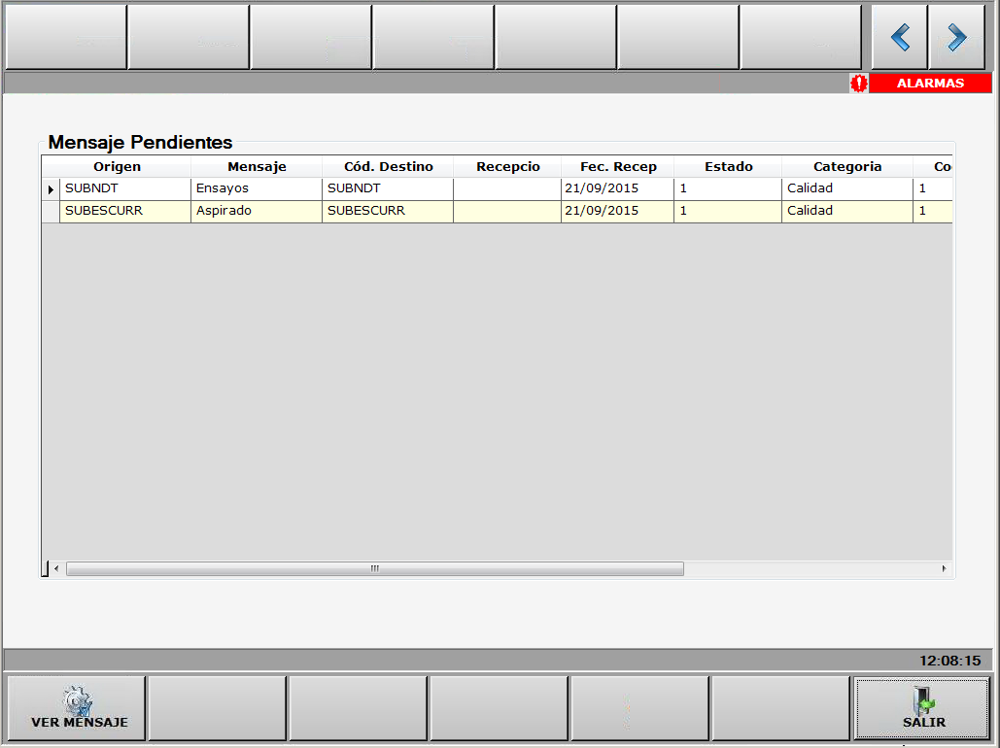 ALARMAS
Mensaje Pendientes
Origen Mensaje Cód. Destino Recepcio Fec. Recep Estado Categoria Co
SUBNDT Ensayos SUBNDT 21/09/2015 1 Calidad 1
SUBESCURR Aspirado SUBESCURR 21/09/2015 1 Calidad 1
12:08:15
VER MENSAJE SALIR